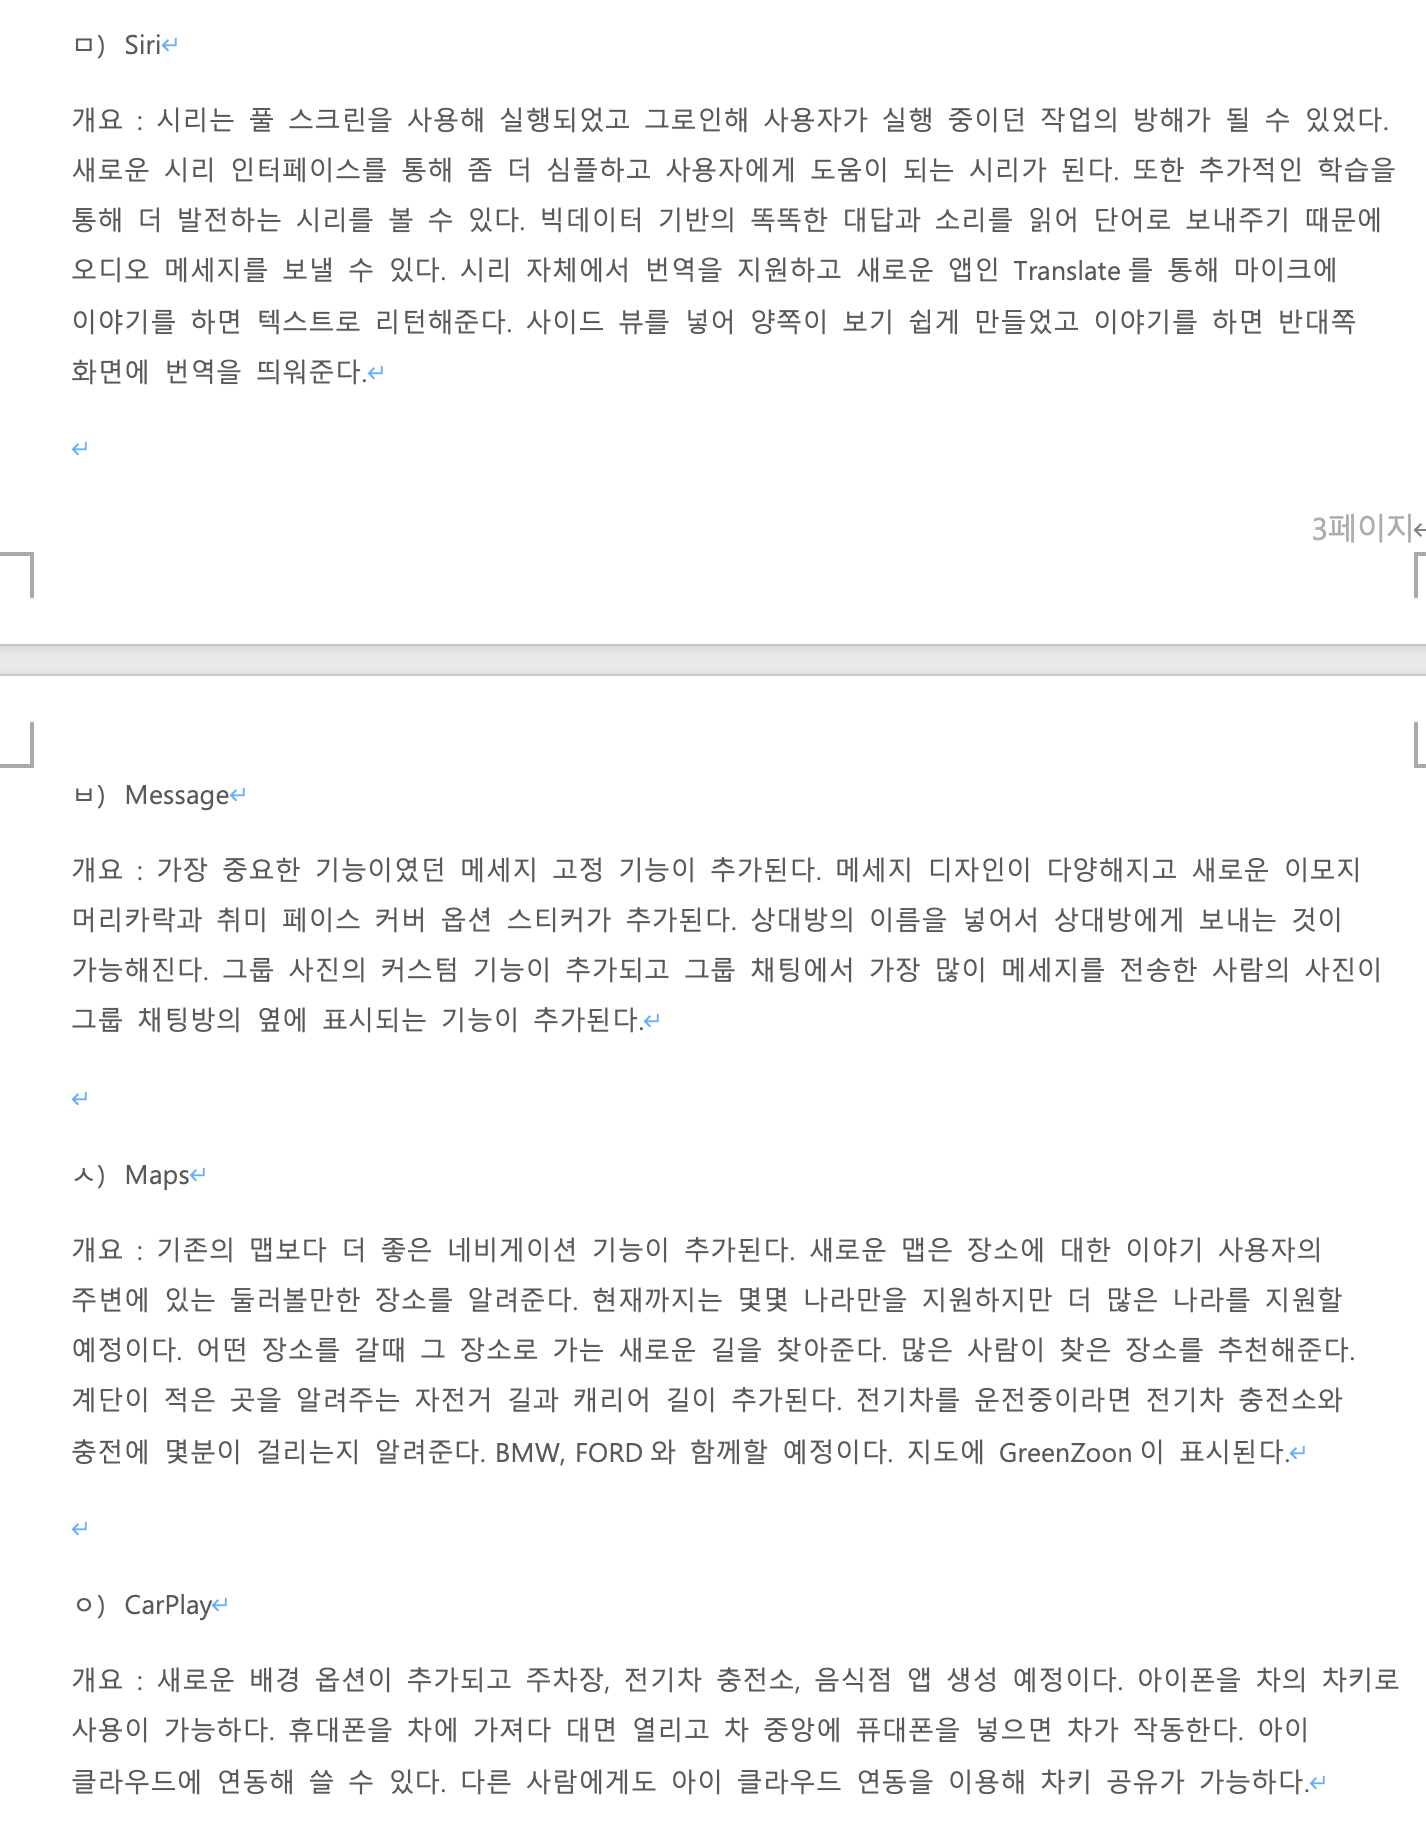 ㅁ) Siri
개요 : 시리는 풀 스크린을 사용해 실행되었고 그로인해 사용자가 실행 중이던 작업의 방해가 될 수 있었다.
새로운 시리 인터페이스를 통해 좀 더 심플하고 사용자에게 도움이 되는 시리가 된다. 또한 추가적인 학습을
통해 더 발전하는 시리를 볼 수 있다. 빅데이터 기반의 똑똑한 대답과 소리를 읽어 단어로 보내주기 때문에
오디오 메세지를 보낼 수 있다. 시리 자체에서 번역을 지원하고 새로운 앱인 Translate를 통해 마이크에
이야기를 하면 텍스트로 리턴해준다. 사이드 뷰를 넣어 양쪽이 보기 쉽게 만들었고 이야기를 하면 반대쪽
화면에 번역을 띄워준다.
3페이지
ㅂ) Message
개요 : 가장 중요한 기능이였던 메세지 고정 기능이 추가된다. 메세지 디자인이 다양해지고 새로운 이모지
머리카락과 취미 페이스 커버 옵션 스티커가 추가된다. 상대방의 이름을 넣어서 상대방에게 보내는 것이
가능해진다. 그룹 사진의 커스텀 기능이 추가되고 그룹 채팅에서 가장 많이 메세지를 전송한 사람의 사진이
그룹 채팅방의 옆에 표시되는 기능이 추가된다.
ㅅ) Maps
개요 : 기존의 맵보다 더 좋은 네비게이션 기능이 추가된다. 새로운 맵은 장소에 대한 이야기 사용자의
주변에 있는 둘러볼만한 장소를 알려준다. 현재까지는 몇몇 나라만을 지원하지만 더 많은 나라를 지원할
예정이다. 어떤 장소를 갈때 그 장소로 가는 새로운 길을 찾아준다. 많은 사람이 찾은 장소를 추천해준다.
계단이 적은 곳을 알려주는 자전거 길과 캐리어 길이 추가된다. 전기차를 운전중이라면 전기차 충전소와
충전에 몇분이 걸리는지 알려준다. BMW, FORD와 함께할 예정이다. 지도에 GreenZoon이 표시된다.
ㅇ) CarPlay
개요 : 새로운 배경 옵션이 추가되고 주차장, 전기차 충전소, 음식점 앱 생성 예정이다. 아이폰을 차의 차키로
사용이 가능하다. 휴대폰을 차에 가져다 대면 열리고 차 중앙에 퓨대폰을 넣으면 차가 작동한다. 아이
클라우드에 연동해 쓸 수 있다. 다른 사람에게도 아이 클라우드 연동을 이용해 차키 공유가 가능하다.